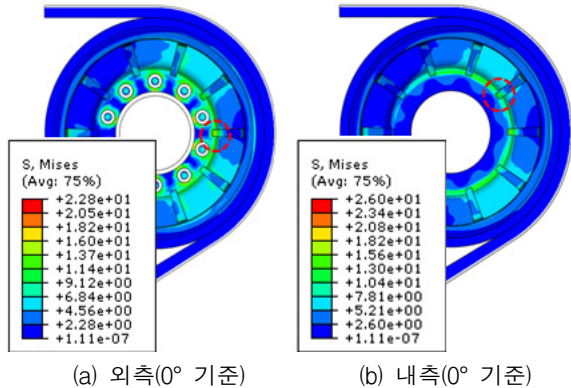 S, Mises
(Avg: 75%)
+2.28e+01
+2.05e+01
+1.82e+01
+1.60e+01
+1.37e+01
+1.14e+01
+9.12e+00
+6.84e+00
+4.56e+00
+2.28e+00
+1.11e-07
(a) 외측(0° 기준)
S, Mises
(Avg: 75%)
+2.60e+01
+2.34e+01
+2.08e+01
+1.82e+01
+1.56e+01
+1.30e+01
+1.04e+01
+7.81e+00
+5.21e+00
+2.60e+00
+1.11e-07
(b) 내측(0° 기준)